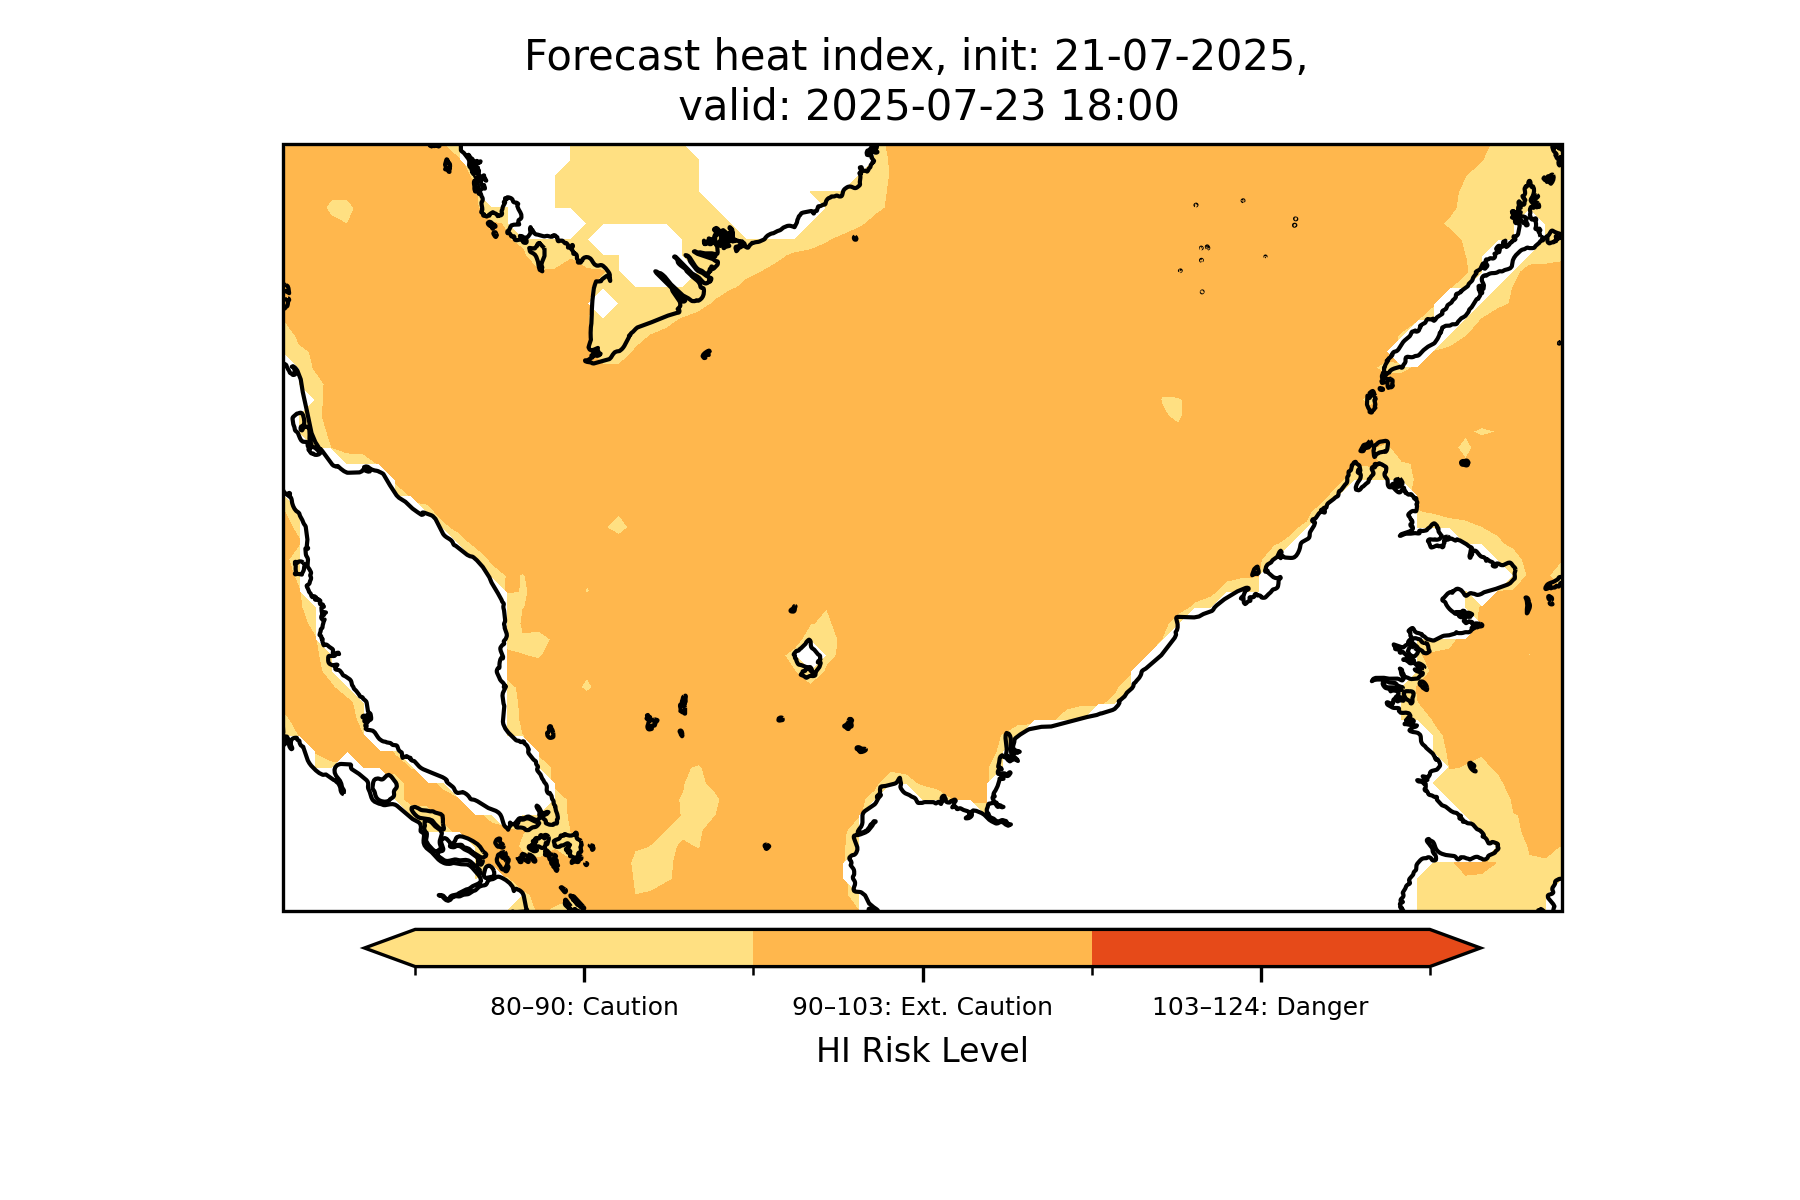 Forecast heat index, init: 21-07-2025,
valid: 2025-07-23 18:00
80–90: Caution
90–103: Ext. Caution
103–124: Danger
HI Risk Level